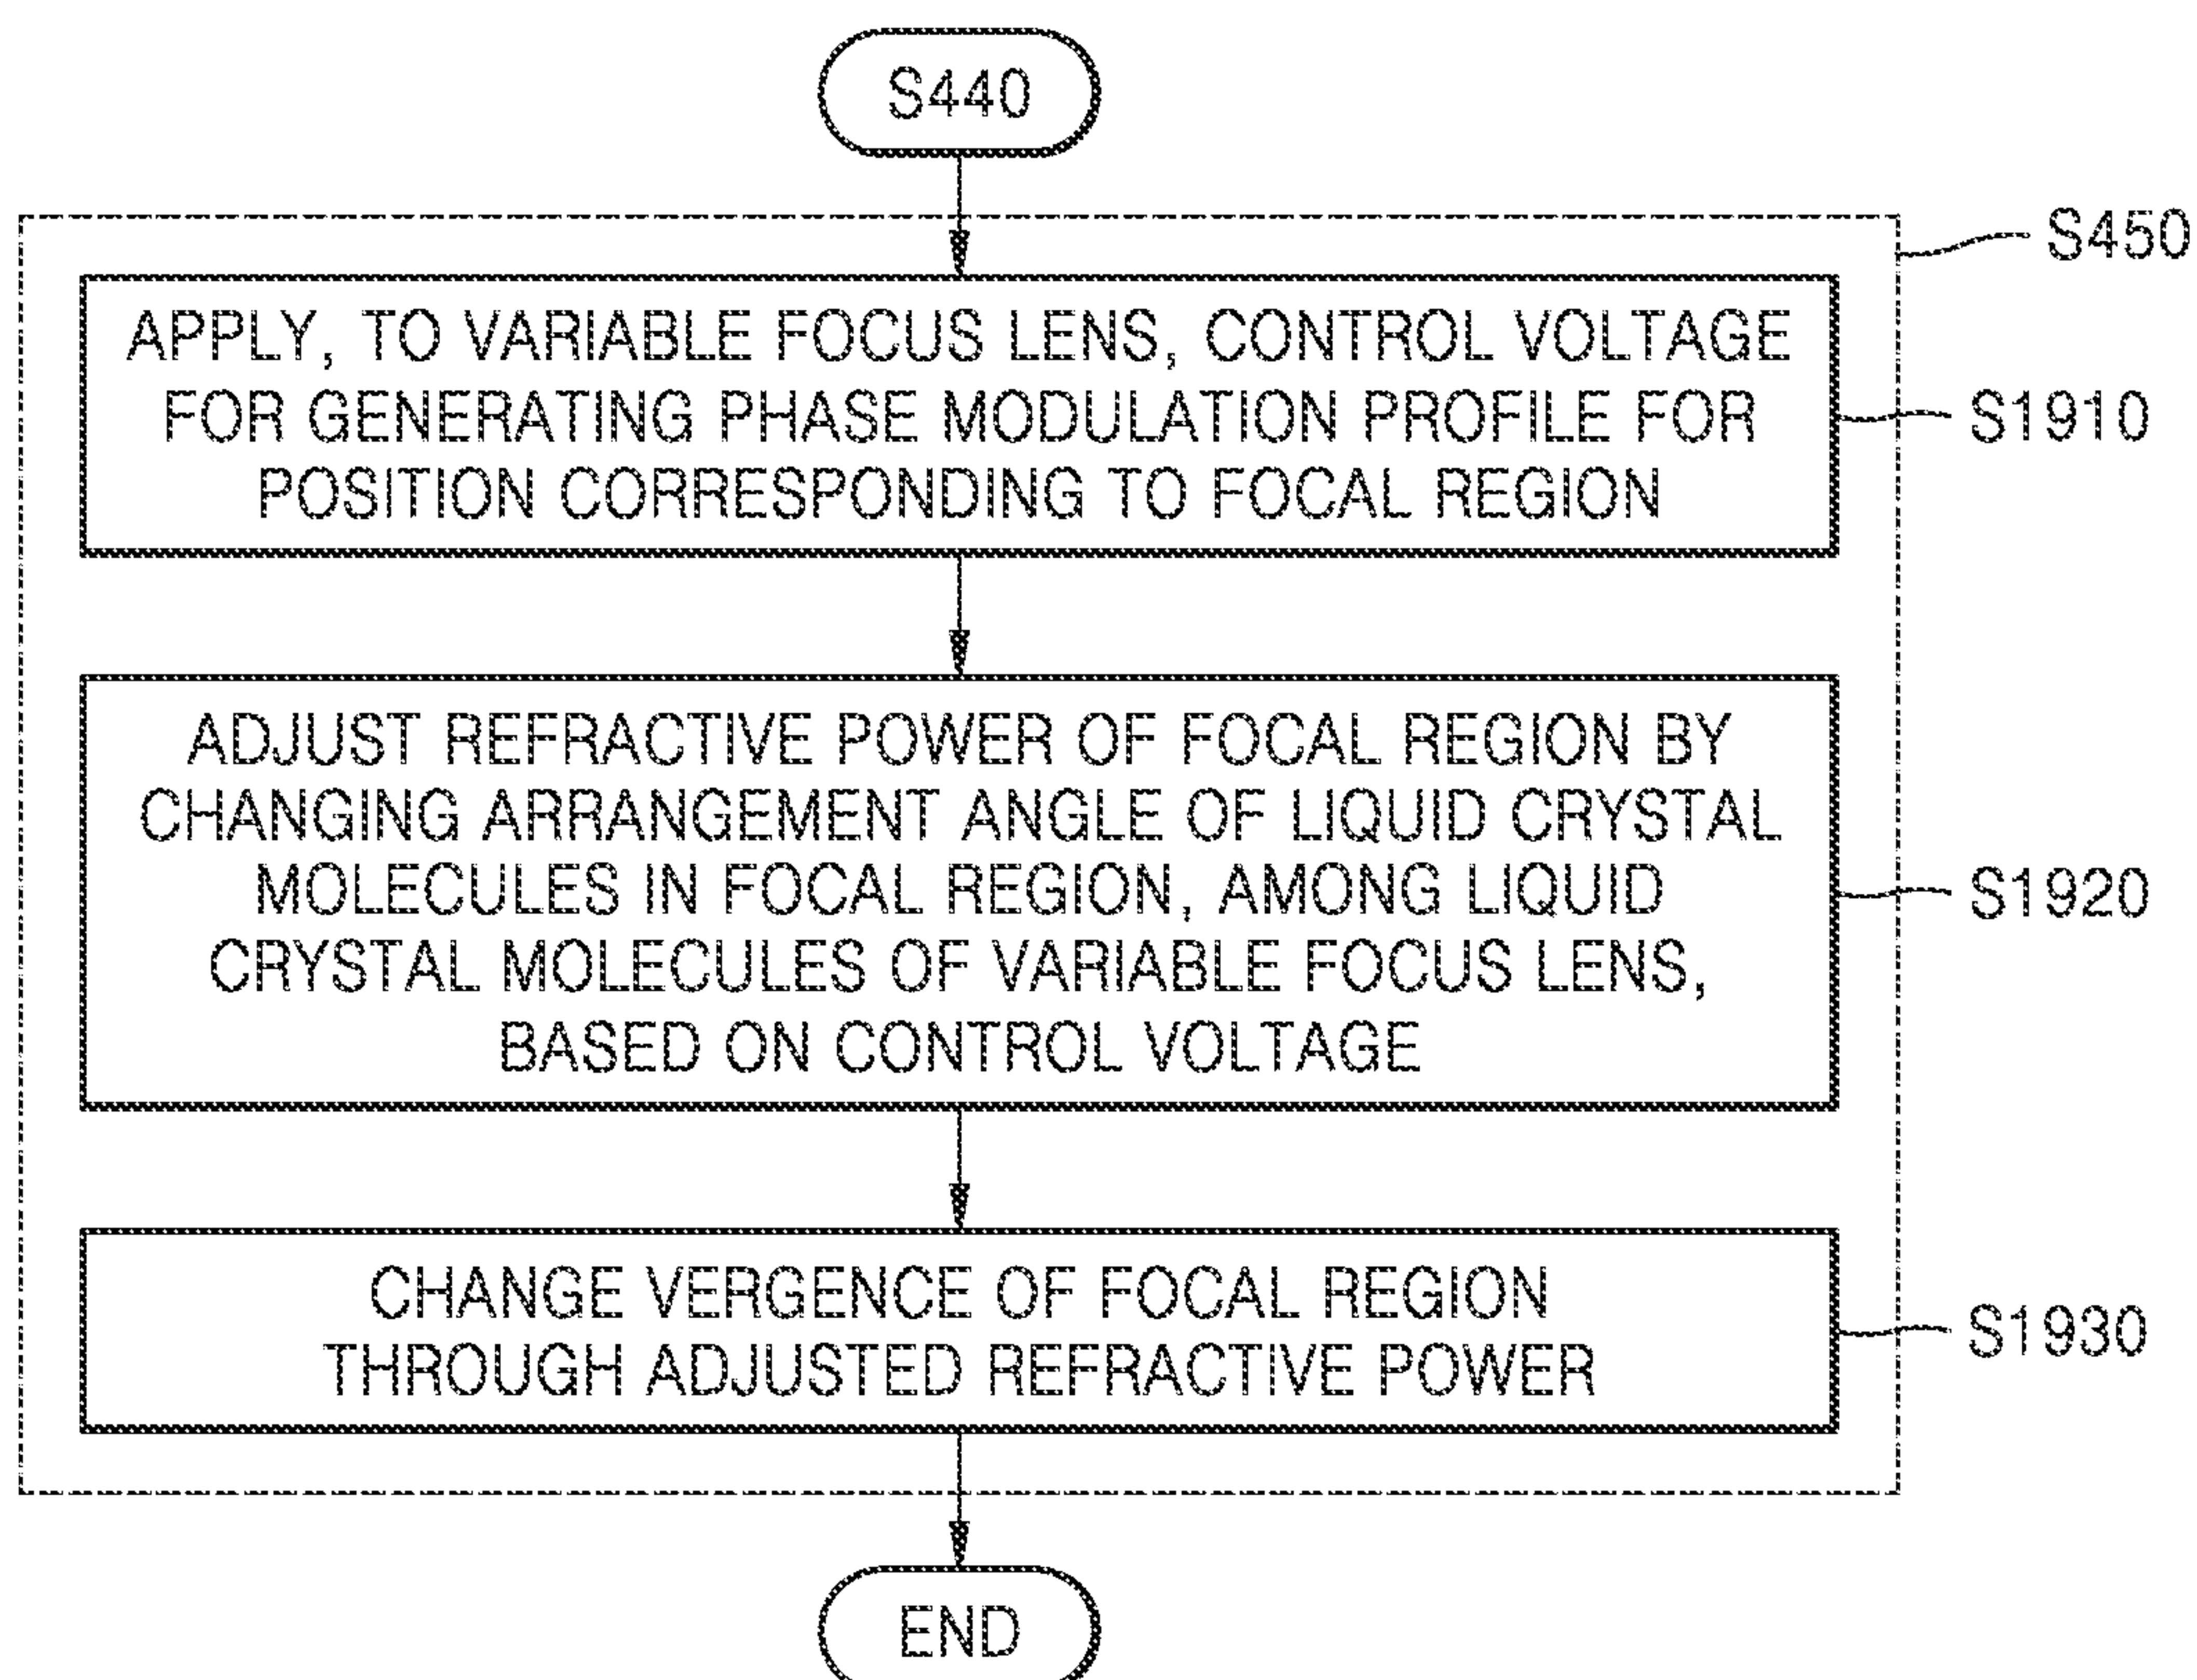 S440
S450
APPLY, TO VARIABLE FOCUS LENS, CONTROL VOLTAGE
FOR GENERATING PHASE MODULATION PROFILE FOR
POSITION CORRESPONDING TO FOCAL REGION
S1910
ADJUST REFRACTIVE POWER OF FOCAL REGION BY
CHANGING ARRANGEMENT ANGLE OF LIQUID CRYSTAL
MOLECULES IN FOCAL REGION, AMONG LIQUID
CRYSTAL MOLECULES OF VARIABLE FOCUS LENS,
BASED ON CONTROL VOLTAGE
S1920
CHANGE VERGENCE OF FOCAL REGION
THROUGH ADJUSTED REFRACTIVE POWER
S1930
END